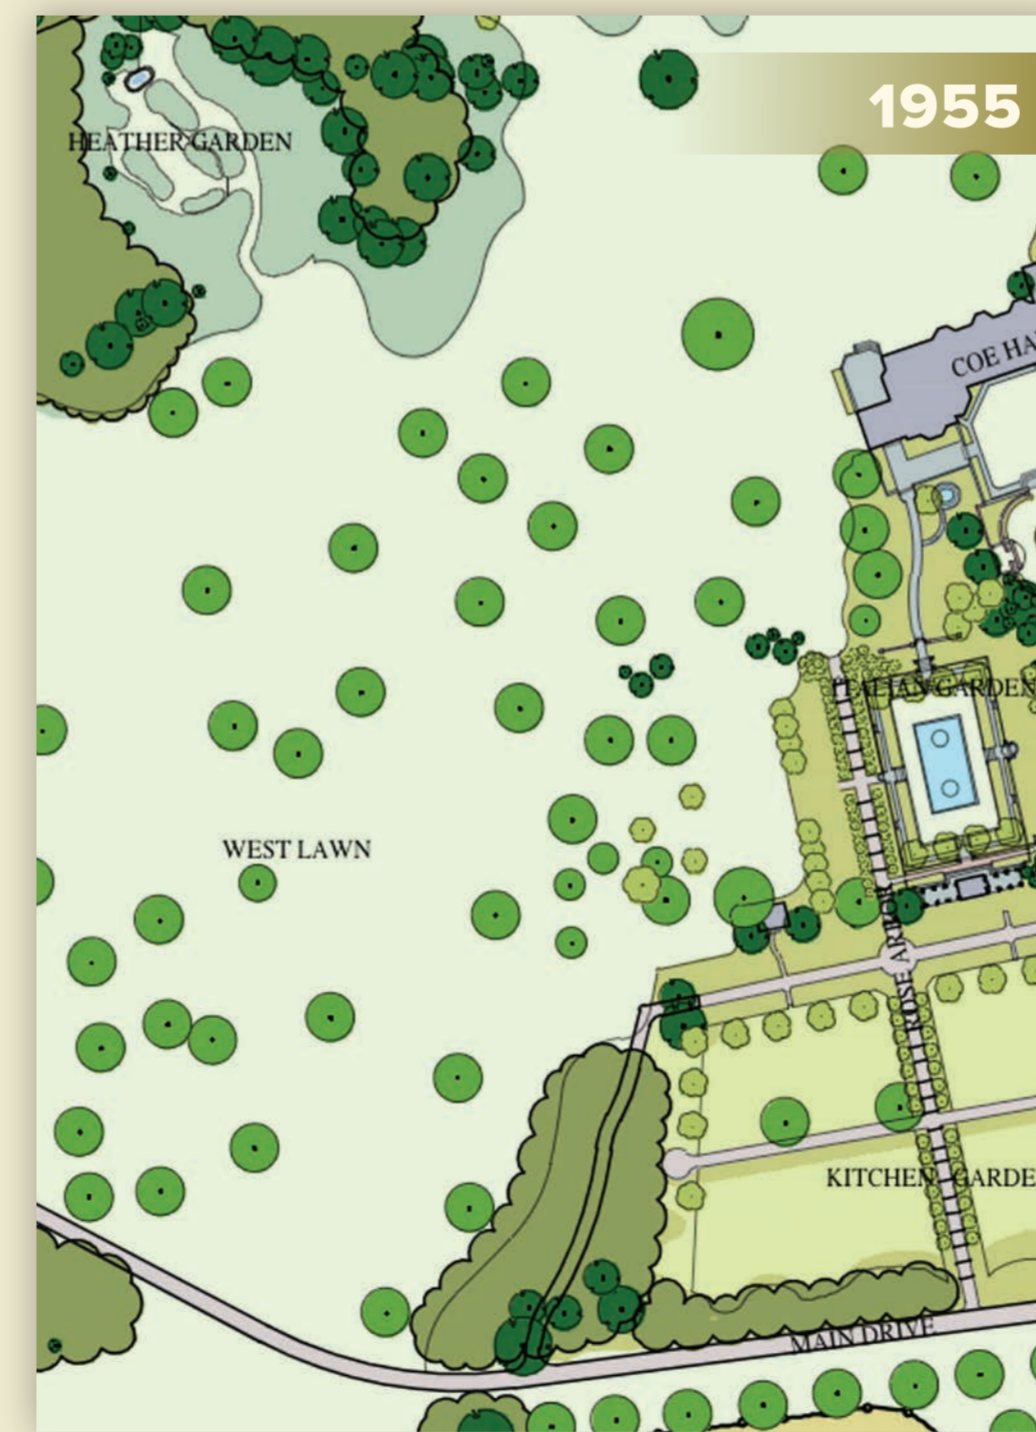 1955
HEATHER GARDEN
COE HA
ITALIAN GARDEN
WEST LAWN
ROSE ARBOR
KITCHEN GARDE
MAIN DRIVE